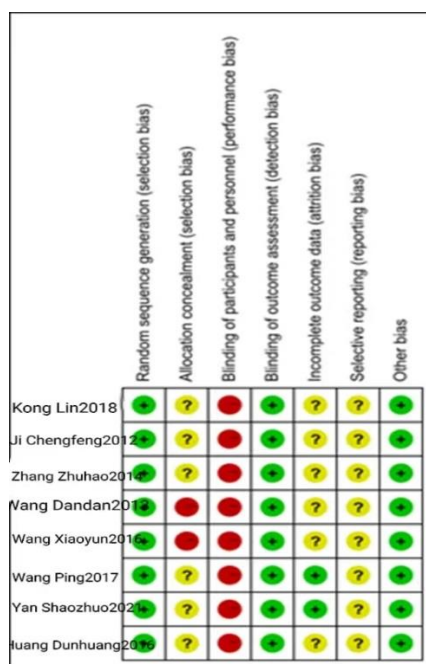 Random sequence generation (selection bias)
Allocation concealment (selection bias)
Blinding of participants and personnel (performance bias)
Blinding of outcome assessment (detection bias)
Incomplete outcome data (attrition bias)
Selective reporting (reporting bias)
Other bias
Kong Lin2018 + ? + ? ? +
Ji Chengfeng2012 + ? + ? ? +
Zhang Zhuhao2014 + ? + ? ? +
Wang Dandan2013 + - - + ? ? +
Wang Xiaoyun2016 + - - + ? ? +
Wang Ping2017 + ? + + ? +
Yan Shaozhuo2021 + ? + + ? +
Huang Dunhuang2016 + ? + ? ? +